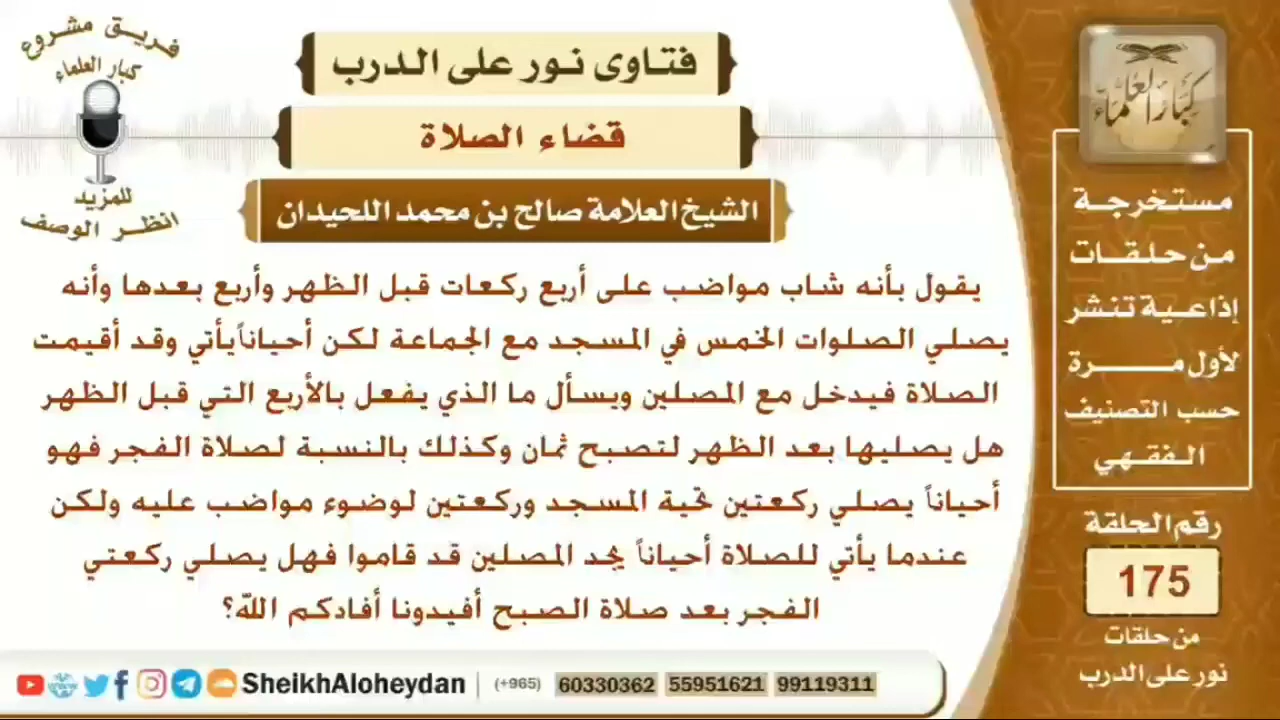 فريق مشروع
كبار العلماء
للمزيد
انظر الوصف
فتاوى نور على الدرب
قضاء الصلاة
الشيخ العلامة صالح بن محمد اللحيدان
يقول بأنه شاب مواضب على أربع ركعات قبل الظهر وأربع بعدها وأنه
يصلي الصلوات الخمس في المسجد مع الجماعة لكن أحياناً يأتي وقد أقيمت
الصلاة فيدخل مع المصلين ويسأل ما الذي يفعل بالأربع التي قبل الظهر
هل يصليها بعد الظهر لتصبح ثمان وكذلك بالنسبة لصلاة الفجر فهو
أحياناً يصلي ركعتين تحية المسجد وركعتين لوضوء مواضب عليه ولكن
عندما يأتي للصلاة أحياناً يجد المصلين قد قاموا فهل يصلي ركعتي
الفجر بعد صلاة الصبح أفيدونا أفادكم الله؟
كبار العلماء
مستخرجة
من حلقات
إذاعية تنشر
لأول مرة
حسب التصنيف
الفقهي
رقم الحلقة
175
من حلقات
نور على الدرب
SheikhAloheydan (+965) 60330362 55951621 99119311